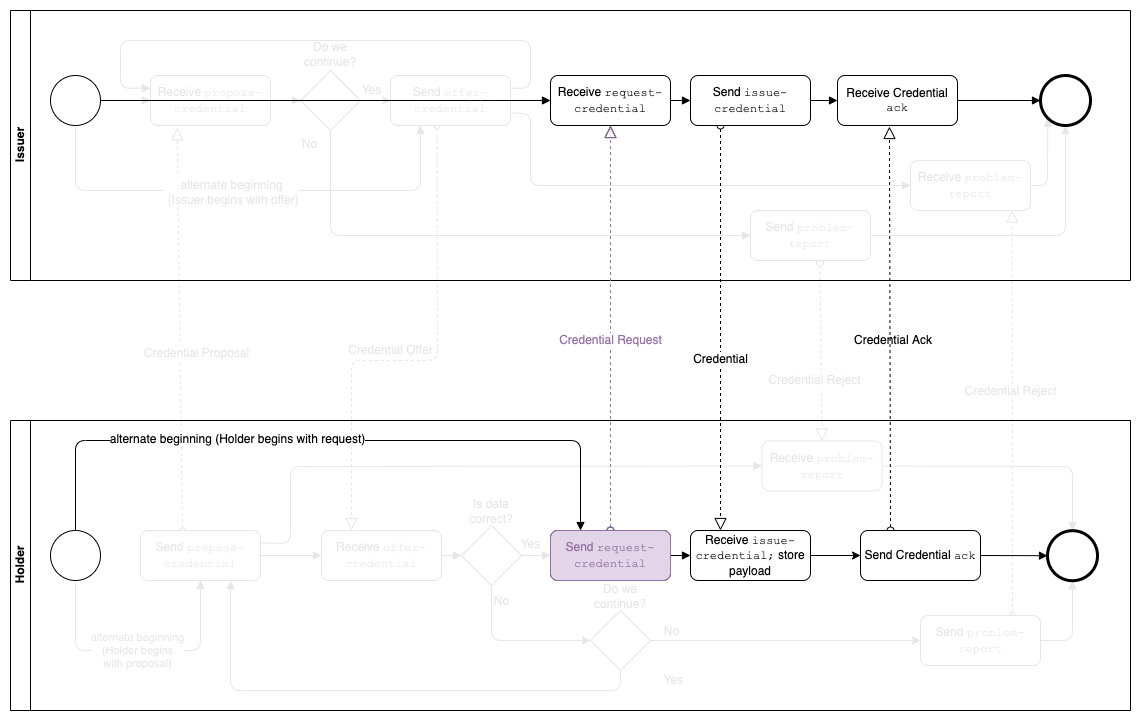 Issuer
Do we
continue?
Receive propose-
credential
Yes
Send offer-
credential
Receive request-
credential
Send issue-
credential
Receive Credential
ack
No
alternate beginning
(Issuer begins with offer)
Receive problem-
report
Send problem-
report
Credential Proposal
Credential Offer
Credential Request
Credential
Credential Ack
Credential Reject
Credential Reject
Holder
alternate beginning (Holder begins with request)
Receive problem-
report
Is data
correct?
Send propose-
credential
Receive offer-
credential
Yes
Send request-
credential
Receive issue-
credential; store
payload
Send Credential ack
No
Do we
continue?
alternate beginning
(Holder begins
with proposal)
No
Send problem-
report
Yes